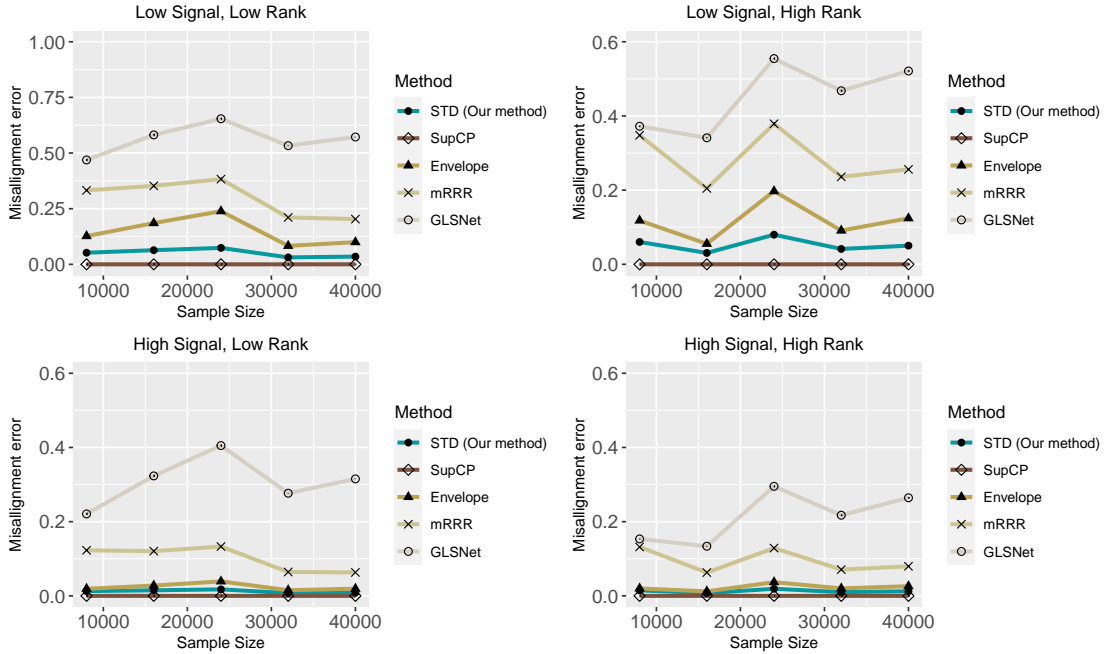 Low Signal, Low Rank
Misallignment error
1.00
0.75
0.50
0.25
0.00
10000 20000 30000 40000
Sample Size
Method
STD (Our method)
SupCP
Envelope
mRRR
GLSNet
Low Signal, High Rank
Misallignment error
0.6
0.4
0.2
0.0
10000 20000 30000 40000
Sample Size
Method
STD (Our method)
SupCP
Envelope
mRRR
GLSNet
High Signal, Low Rank
Misallignment error
0.6
0.4
0.2
0.0
10000 20000 30000 40000
Sample Size
Method
STD (Our method)
SupCP
Envelope
mRRR
GLSNet
High Signal, High Rank
Misallignment error
0.6
0.4
0.2
0.0
10000 20000 30000 40000
Sample Size
Method
STD (Our method)
SupCP
Envelope
mRRR
GLSNet